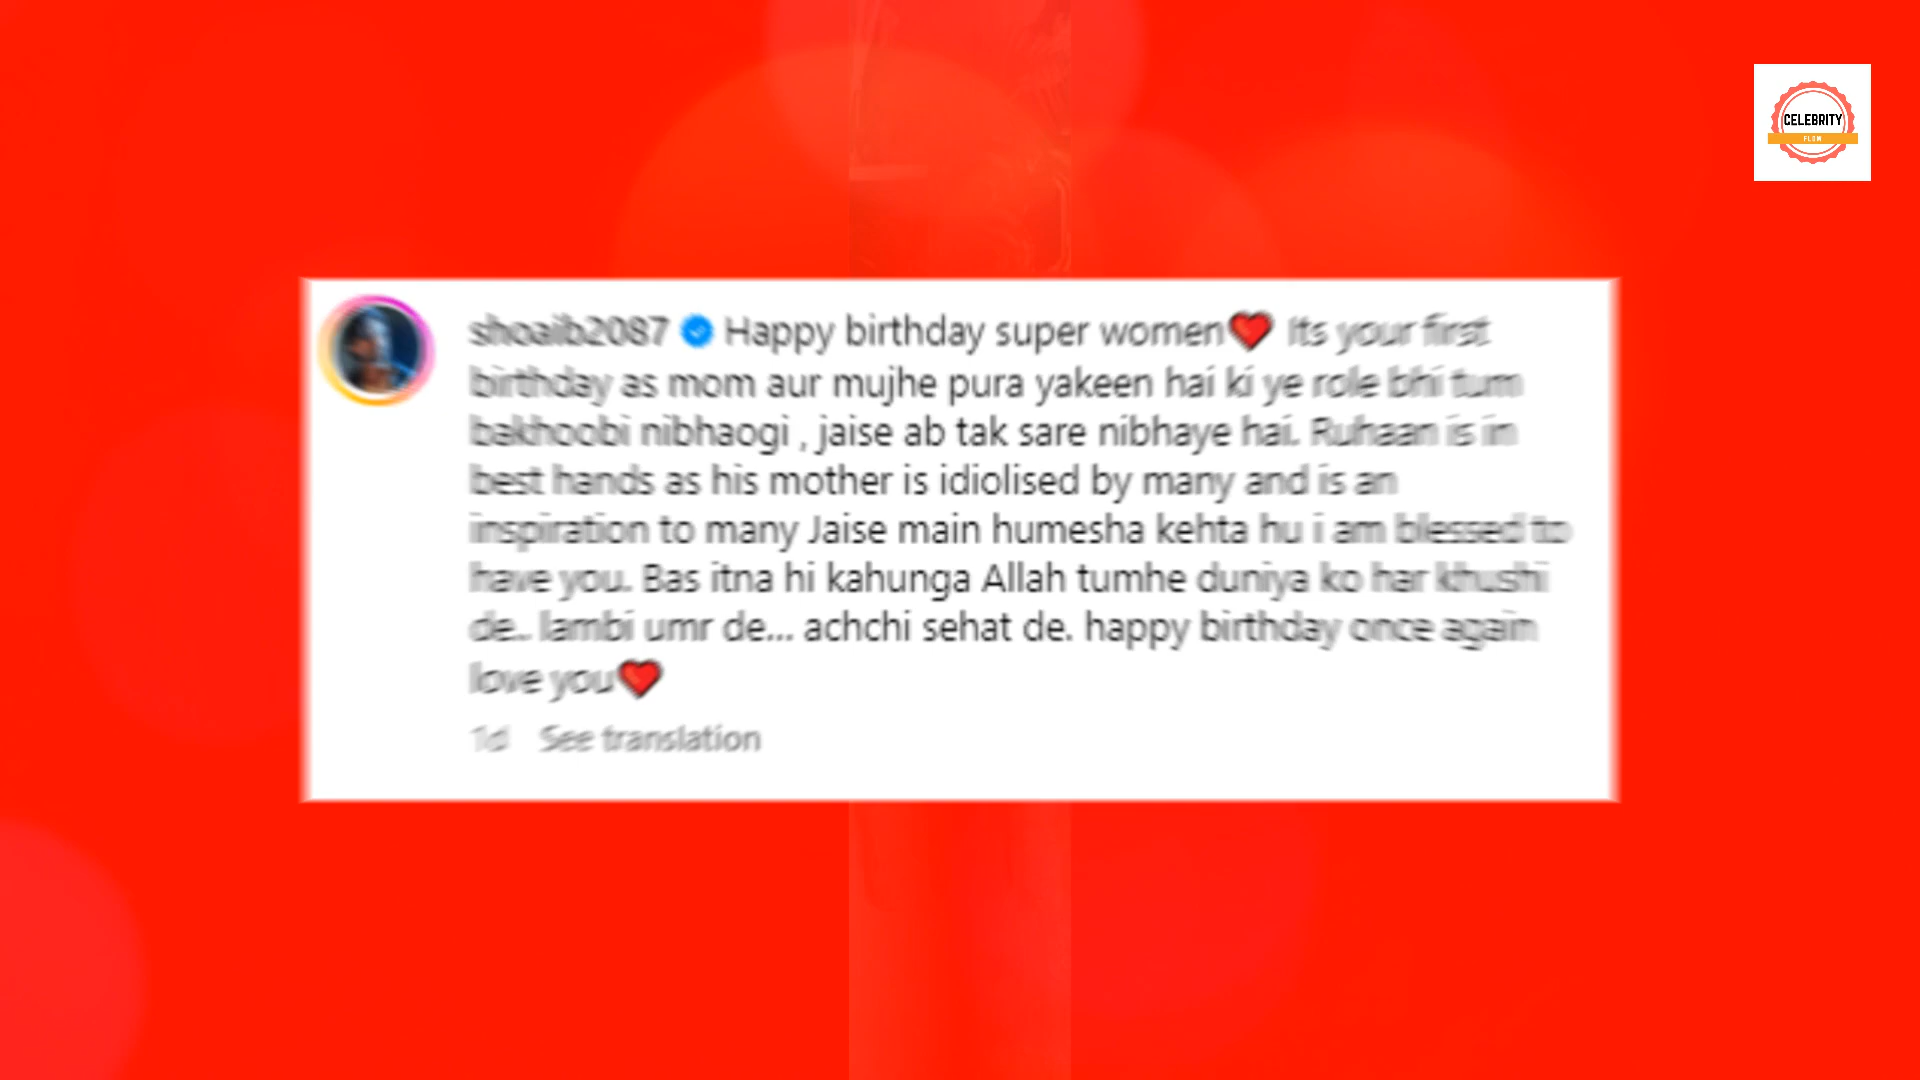 CELEBRITY
FLOW
shoaib2087 Happy birthday super women❤️ Its your first
birthday as mom aur mujhe pura yakeen hai ki ye role bhi tum
bakhoobi nibhaogi , jaise ab tak sare nibhaye hai. Ruhaan is in
best hands as his mother is idiolised by many and is an
inspiration to many Jaise main humesha kehta hu i am blessed to
have you. Bas itna hi kahunga Allah tumhe duniya ko har khushi
de.. lambi umr de... achchi sehat de. happy birthday once again
love you❤️
1d See translation